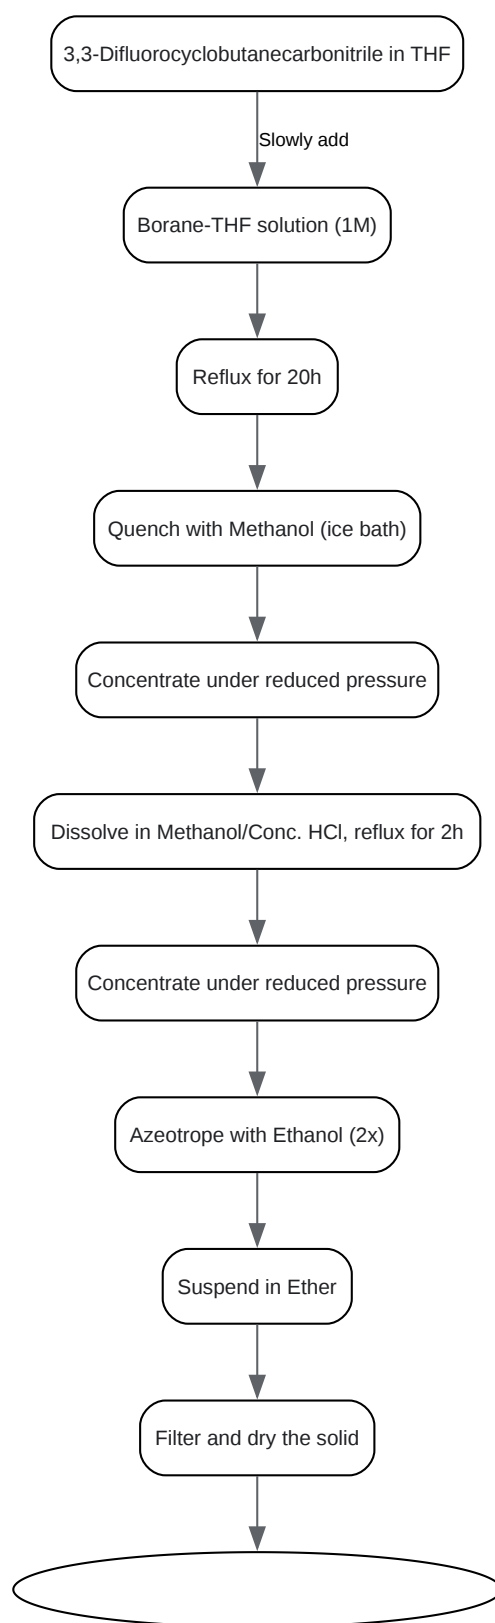 3,3-Difluorocyclobutanecarbonitrile in THF
Slowly add
Borane-THF solution (1M)
Reflux for 20h
Quench with Methanol (ice bath)
Concentrate under reduced pressure
Dissolve in Methanol/Conc. HCl, reflux for 2h
Concentrate under reduced pressure
Azeotrope with Ethanol (2x)
Suspend in Ether
Filter and dry the solid